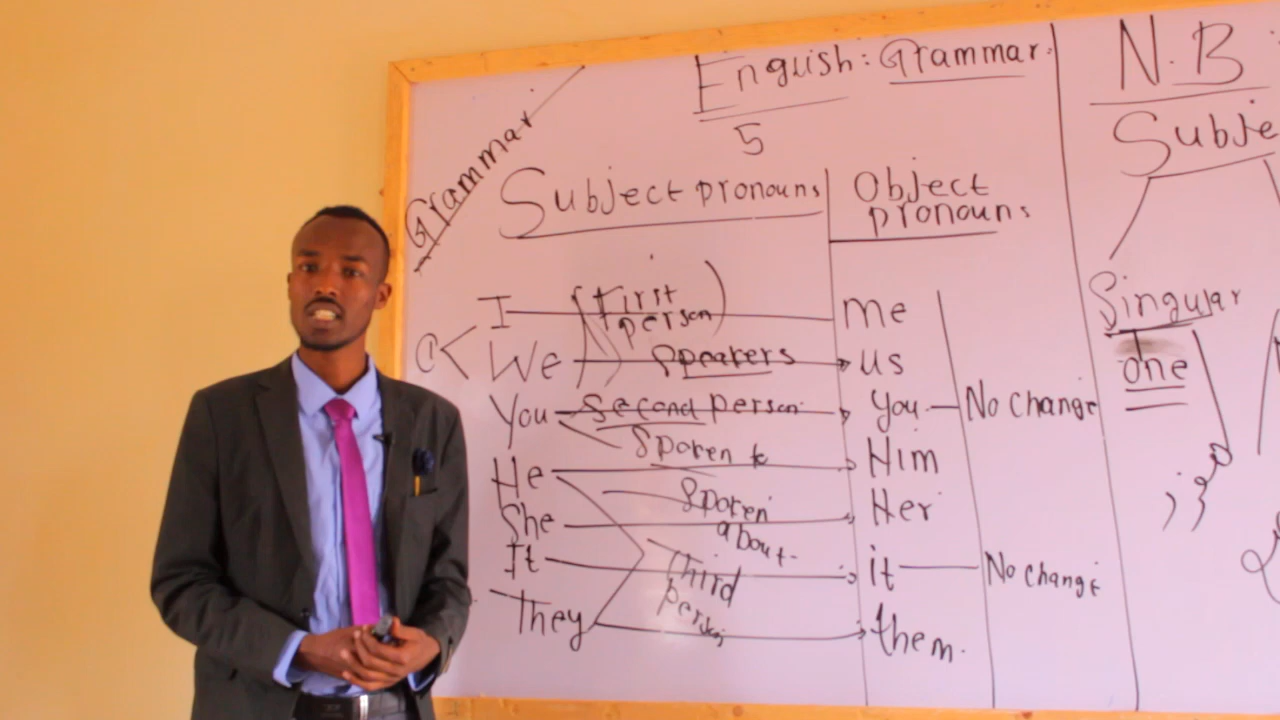 Grammar
English: Grammar.
5
Subject pronouns
Object
pronouns
I (first person) me
We speakers us
You second person you — No change
Spoken to
He Him
Spoken about
She Her
It it — No change
Third person
They them.
N.B:
Subje
Singular
one